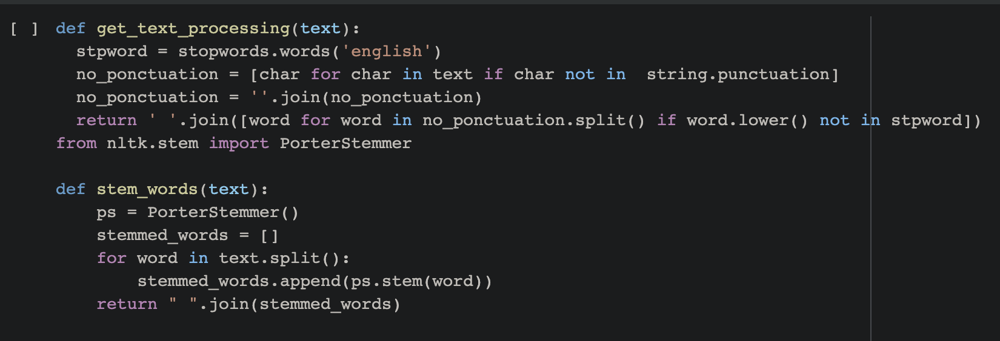 [ ] def get_text_processing(text):
  stpword = stopwords.words('english')
  no_ponctuation = [char for char in text if char not in  string.punctuation]
  no_ponctuation = ''.join(no_ponctuation)
  return ' '.join([word for word in no_ponctuation.split() if word.lower() not in stpword])
from nltk.stem import PorterStemmer
def stem_words(text):
    ps = PorterStemmer()
    stemmed_words = []
    for word in text.split():
        stemmed_words.append(ps.stem(word))
    return " ".join(stemmed_words)